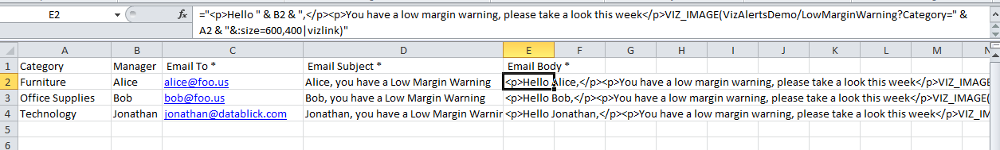 E2 fx ="<p>Hello " & B2 & ",</p><p>You have a low margin warning, please take a look this week</p>VIZ_IMAGE(VizAlertsDemo/LowMarginWarning?Category=" &
A2 & "&:size=600,400|vizlink)"
A B C D E F G H I J K L M N
1 Category Manager Email To * Email Subject * Email Body *
2 Furniture Alice alice@foo.us Alice, you have a Low Margin Warning <p>Hello Alice,</p><p>You have a low margin warning, please take a look this week</p>VIZ_IMAGE
3 Office Supplies Bob bob@foo.us Bob, you have a Low Margin Warning <p>Hello Bob,</p><p>You have a low margin warning, please take a look this week</p>VIZ_IMAGE(
4 Technology Jonathan jonathan@datablick.com Jonathan, you have a Low Margin Warnin <p>Hello Jonathan,</p><p>You have a low margin warning, please take a look this week</p>VIZ_IM
5
6